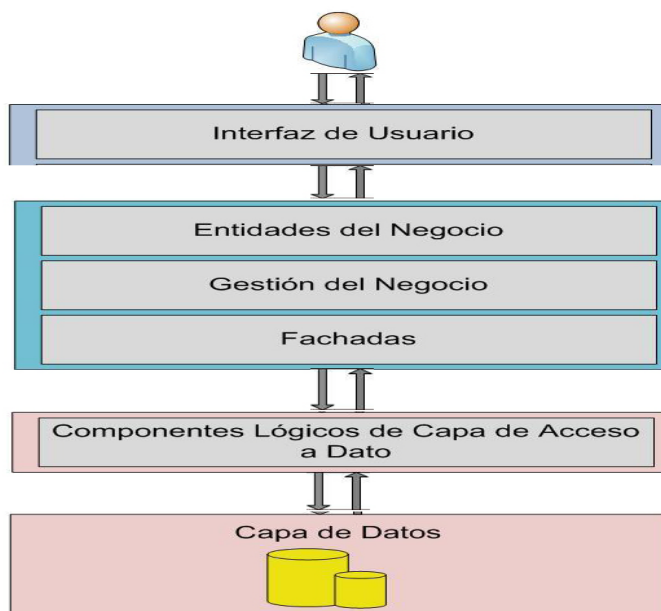 Interfaz de Usuario
Entidades del Negocio
Gestión del Negocio
Fachadas
Componentes Lógicos de Capa de Acceso
a Dato
Capa de Datos